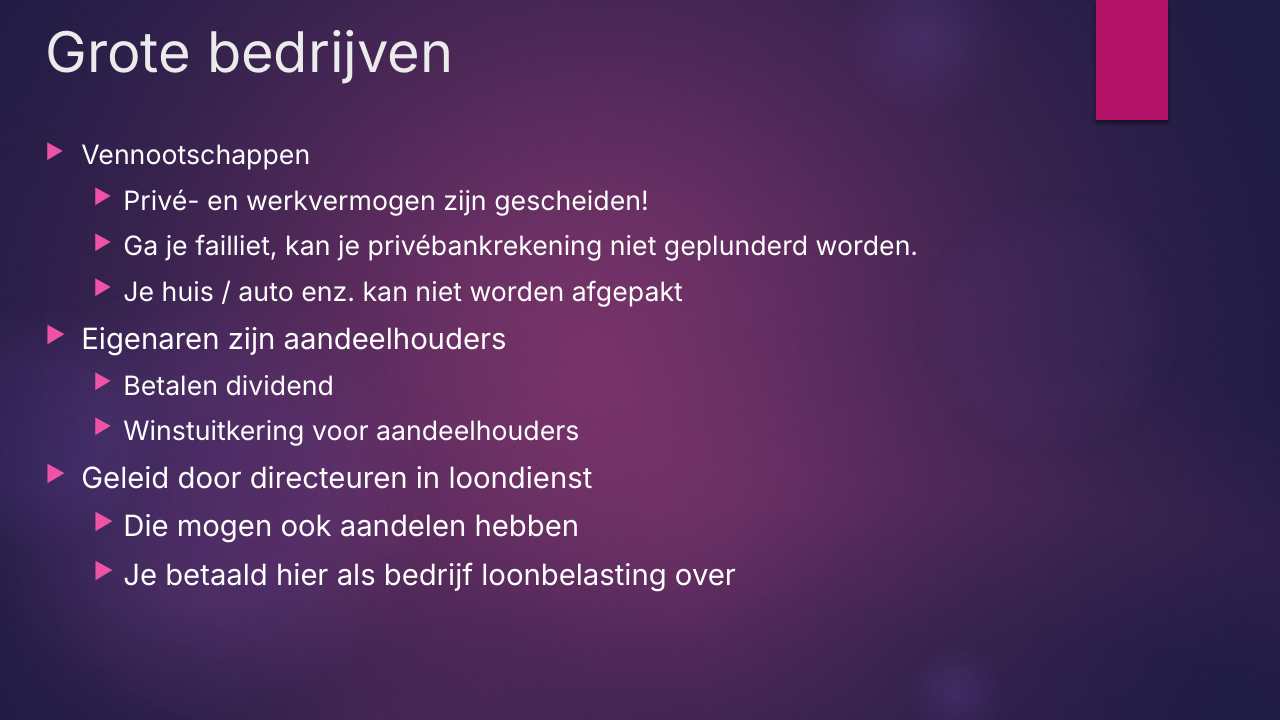 Grote bedrijven
Vennootschappen
Privé- en werkvermogen zijn gescheiden!
Ga je failliet, kan je privébankrekening niet geplunderd worden.
Je huis / auto enz. kan niet worden afgepakt
Eigenaren zijn aandeelhouders
Betalen dividend
Winstuitkering voor aandeelhouders
Geleid door directeuren in loondienst
Die mogen ook aandelen hebben
Je betaald hier als bedrijf loonbelasting over